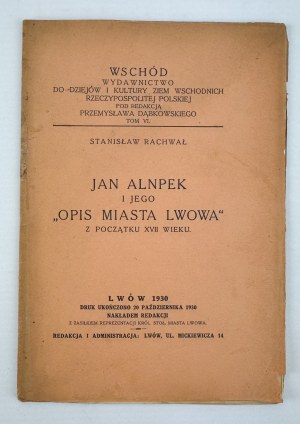 WSCHÓD
WYDAWNICTWO
DO DZIEJÓW I KULTURY ZIEM WSCHODNICH
RZECZYPOSPOLITEJ POLSKIEJ
POD REDAKCJĄ
PRZEMYSŁAWA DĄBKOWSKIEGO
TOM VI.
STANISŁAW RACHWAŁ
JAN ALNPEK
I JEGO
„OPIS MIASTA LWOWA“
Z POCZĄTKU XVII WIEKU.
LWÓW 1930
DRUK UKOŃCZONO 20 PAŹDZIERNIKA 1930
NAKŁADEM REDAKCJI
Z ZASIŁKIEM REPREZENTACJI KRÓL. STOŁ. MIASTA LWOWA.
REDAKCJA I ADMINISTRACJA: LWÓW, UL. MICKIEWICZA 14